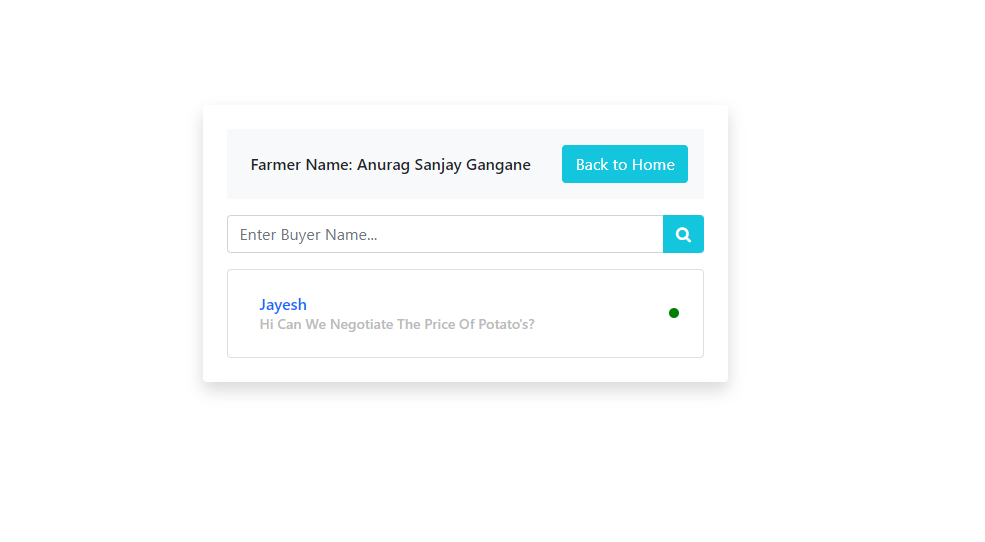 Farmer Name: Anurag Sanjay Gangane
Back to Home
Enter Buyer Name...
Jayesh
Hi Can We Negotiate The Price Of Potato's?